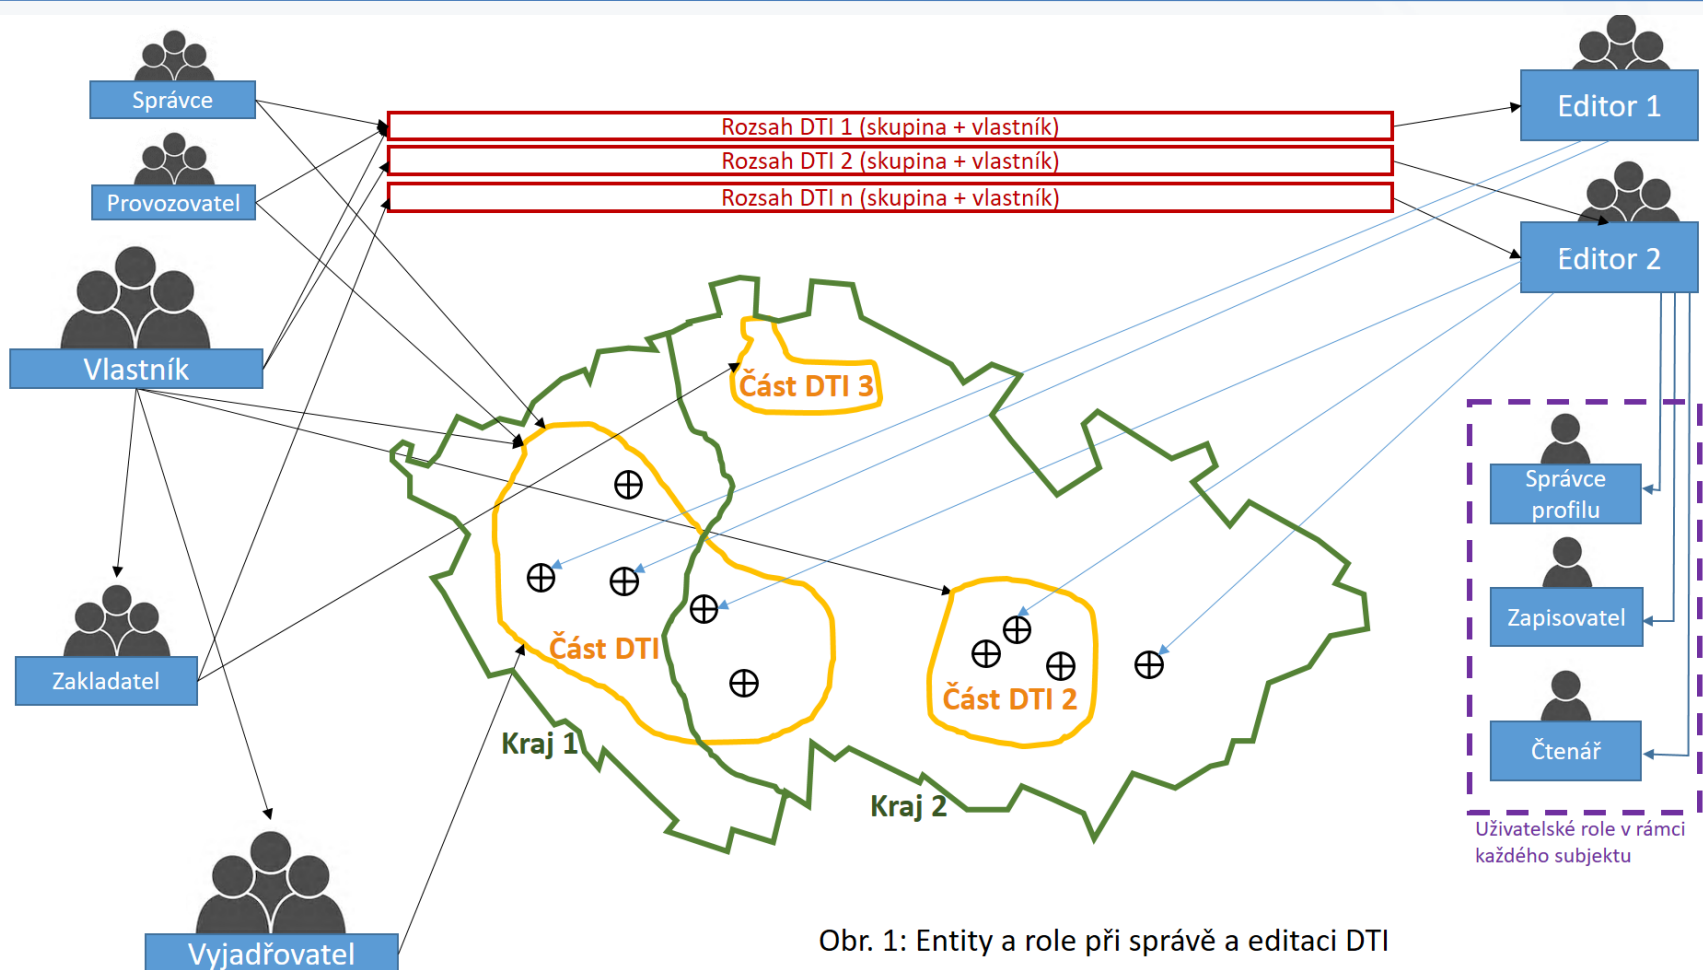 Správce
Editor 1
Rozsah DTI 1 (skupina + vlastník)
Rozsah DTI 2 (skupina + vlastník)
Rozsah DTI n (skupina + vlastník)
Provozovatel
Editor 2
Vlastník
Část DTI 3
Správce
profilu
Zapisovatel
Část DTI
Zakladatel
Část DTI 2
Kraj 1
Čtenář
Kraj 2
Uživatelské role v rámci
každého subjektu
Obr. 1: Entity a role při správě a editaci DTI
Vyjadřovatel